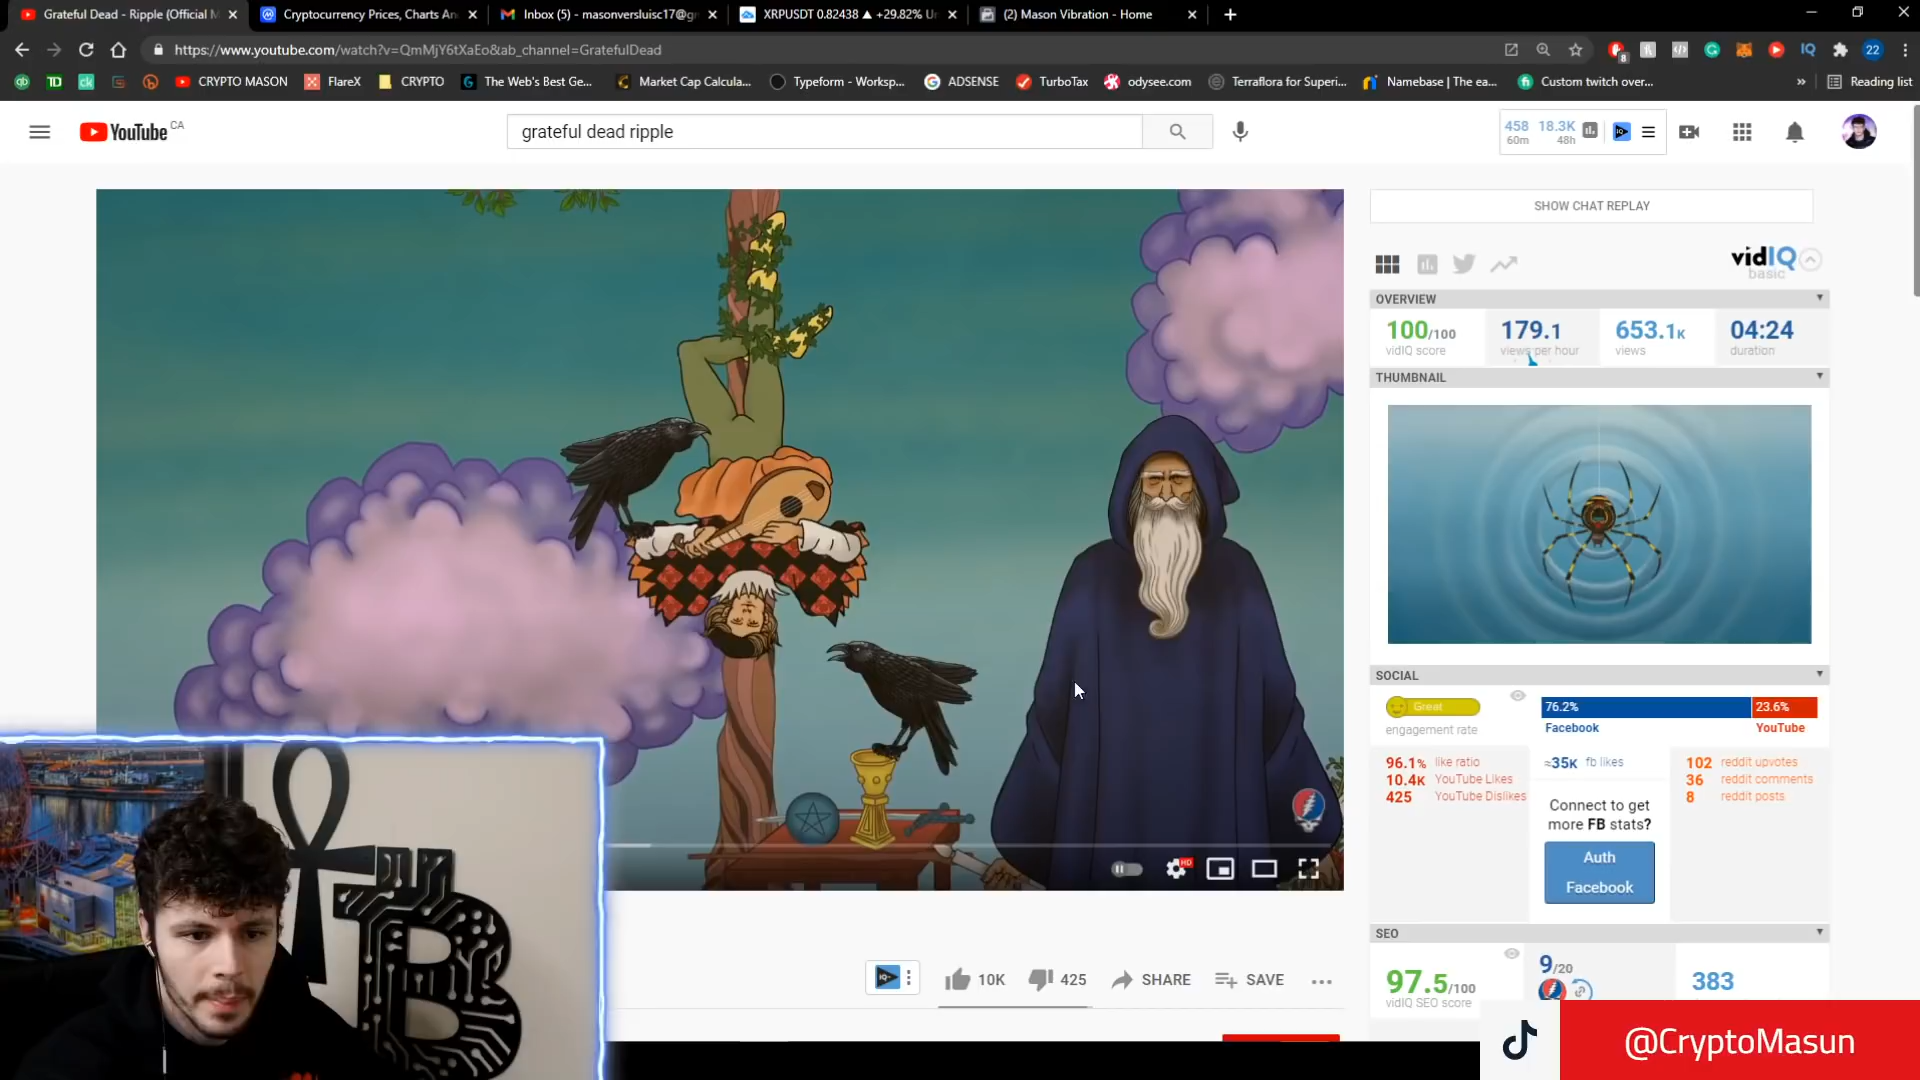 Grateful Dead - Ripple (Official M
Cryptocurrency Prices, Charts An
Inbox (5) - masonversluisc17@g
XRPUSDT 0.82438 ▲ +29.82% Un
(2) Mason Vibration - Home
https://www.youtube.com/watch?v=QmMjY6tXaEo&ab_channel=GratefulDead
8
22
CRYPTO MASON
FlareX
CRYPTO
The Web's Best Ge...
Market Cap Calcula...
Typeform - Worksp...
ADSENSE
TurboTax
odysee.com
Terraflora for Superi...
Namebase | The ea...
Custom twitch over...
»
Reading list
YouTube CA
grateful dead ripple
458 18.3K
60m 48h
SHOW CHAT REPLAY
vidIQ
basic
OVERVIEW
100/100 179.1 653.1K 04:24
vidIQ score views per hour views duration
THUMBNAIL
SOCIAL
Great
engagement rate
76.2% 23.6%
Facebook YouTube
96.1% like ratio
10.4K YouTube Likes
425 YouTube Dislikes
≈35K fb likes
Connect to get
more FB stats?
Auth
Facebook
102 reddit upvotes
36 reddit comments
8 reddit posts
HD
SEO
97.5/100
vidIQ SEO score
9/20
383
IQ
10K
425
SHARE
SAVE
B
@CryptoMasun